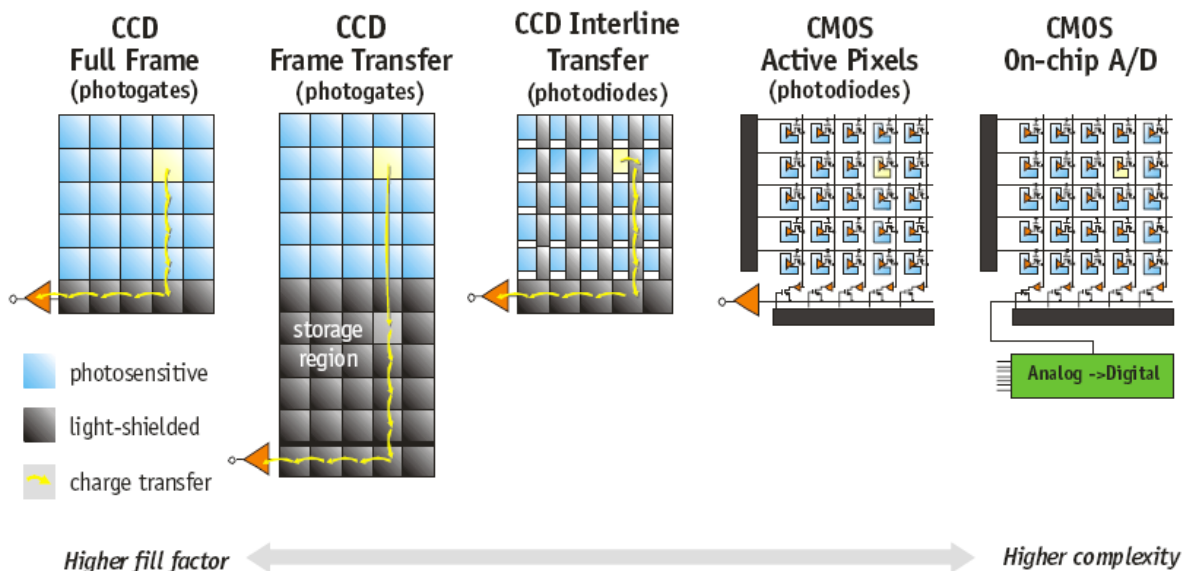 CCD
Full Frame
(photogates)
CCD
Frame Transfer
(photogates)
CCD Interline
Transfer
(photodiodes)
CMOS
Active Pixels
(photodiodes)
CMOS
On-chip A/D
storage
region
photosensitive
light-shielded
charge transfer
Analog ->Digital
Higher fill factor
Higher complexity